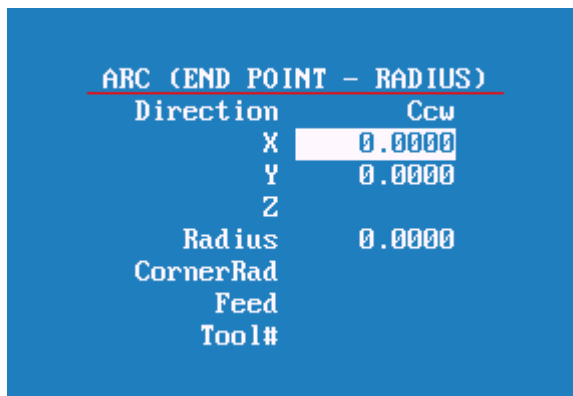 ARC (END POINT - RADIUS)
Direction Ccw
X 0.0000
Y 0.0000
Z
Radius 0.0000
CornerRad
Feed
Tool#